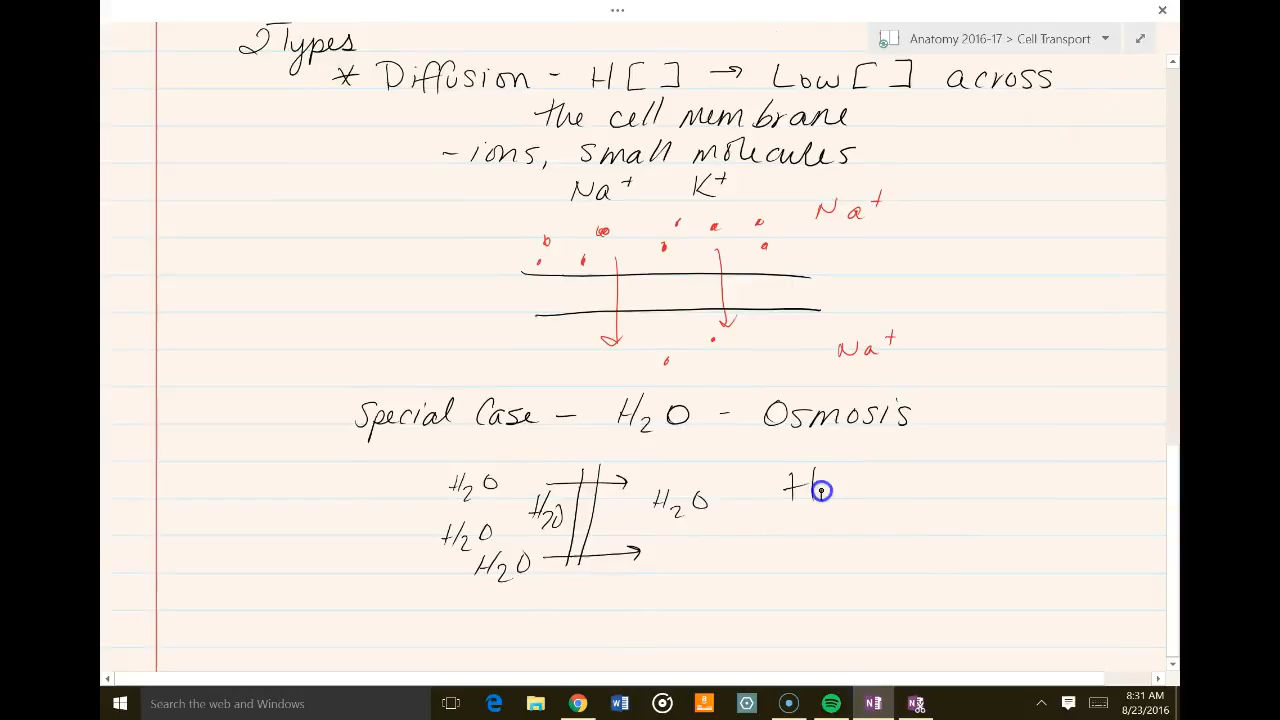 Anatomy 2016-17 > Cell Transport
2 Types
* Diffusion - H[ ] → Low[ ] across
the cell membrane
- ions, small molecules
Na+ K+
Na+
Na+
Special Case - H2O - Osmosis
H2O
H2O H2O
H2O
H2O
Search the web and Windows
8:31 AM
8/23/2016